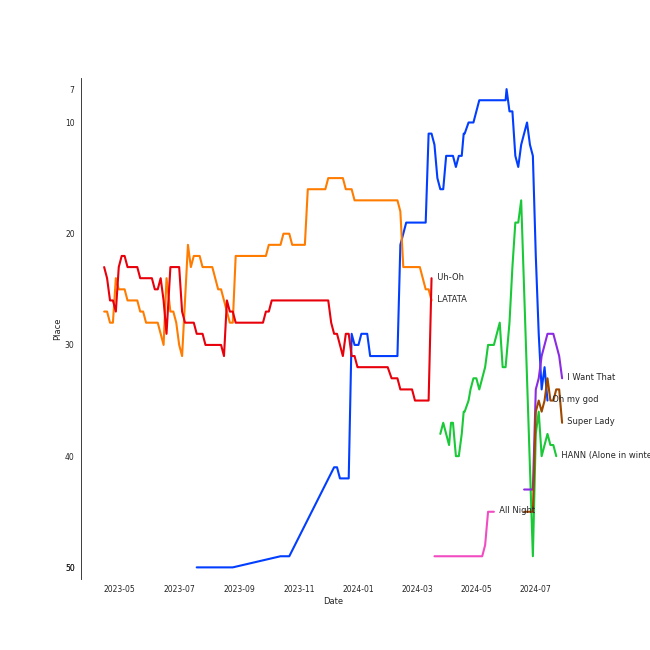 7
10
20
30
40
50
Place
Uh-Oh
LATATA
I Want That
Oh my god
Super Lady
HANN (Alone in winte
All Night
2023-05
2023-07
2023-09
2023-11
2024-01
2024-03
2024-05
2024-07
Date